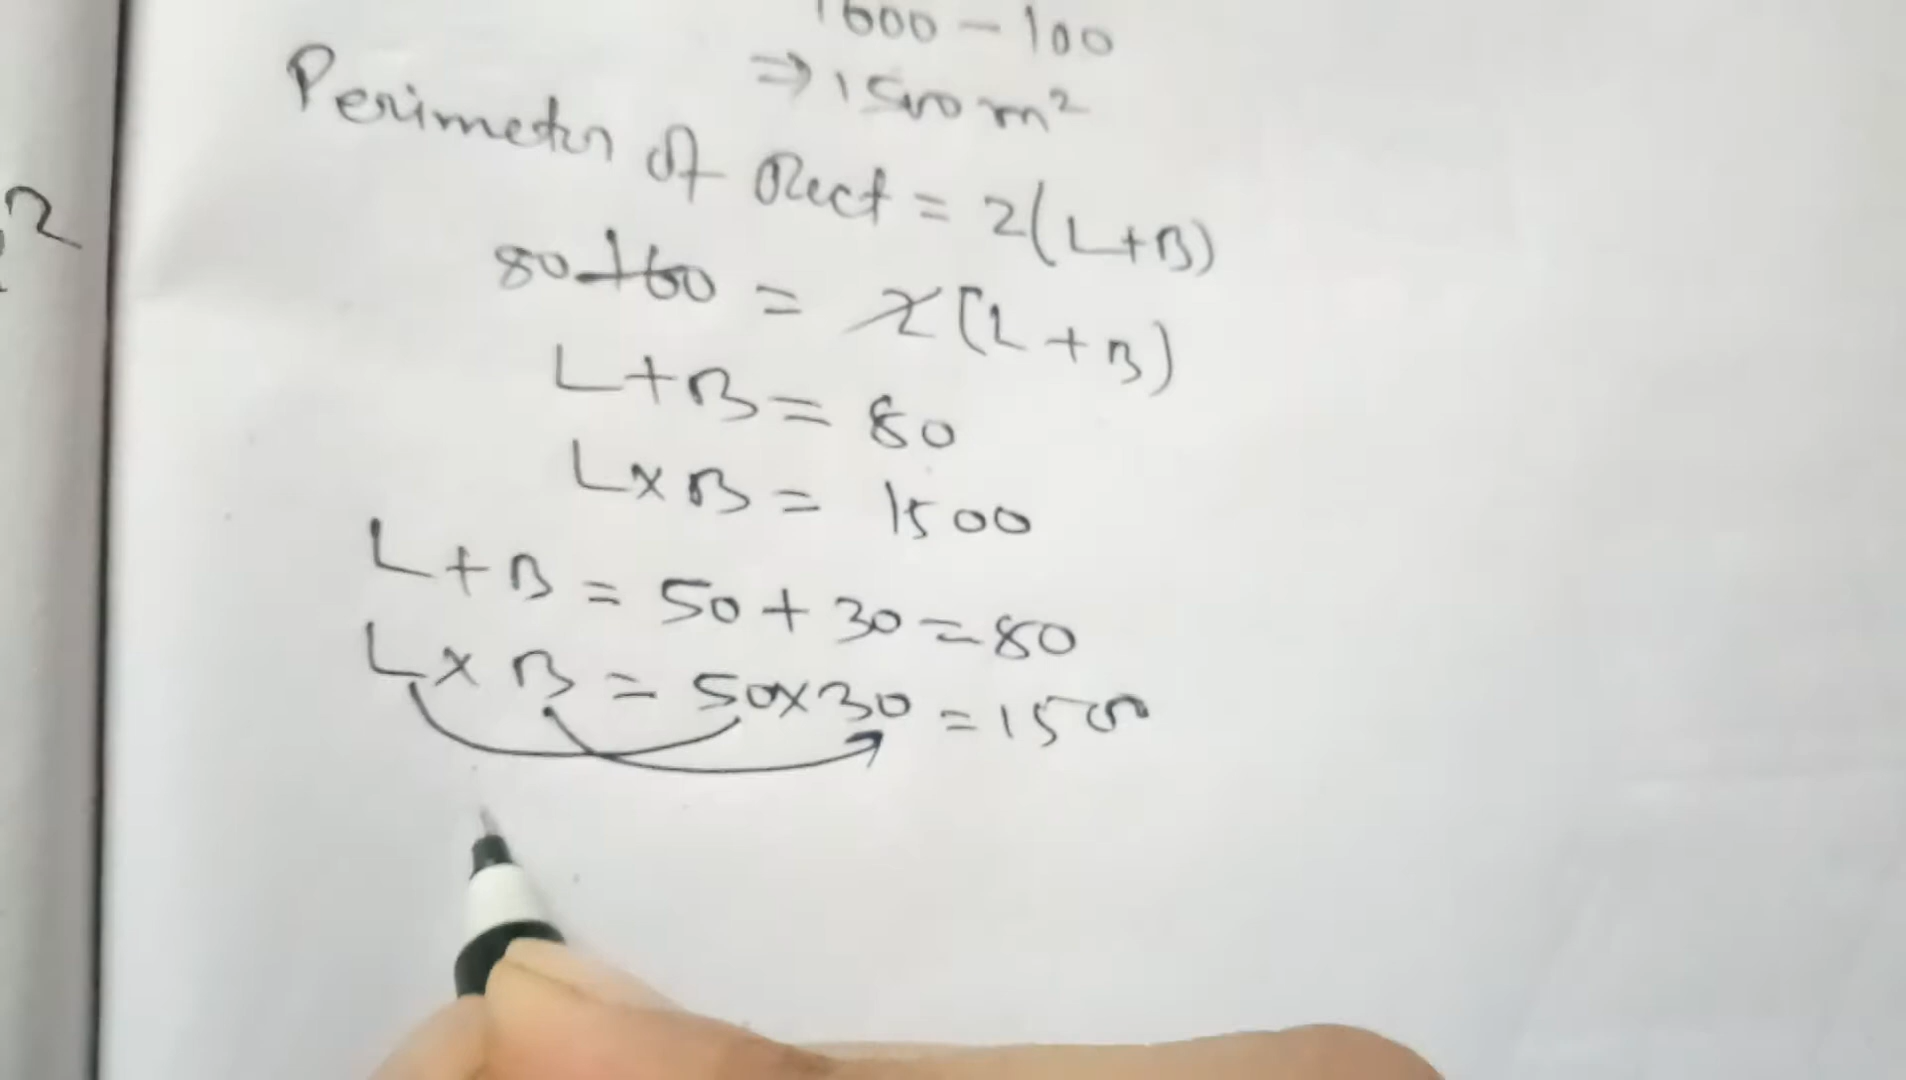 1600 - 100
⇒ 1500 m²
Perimeter of Rect = 2(L+B)
80 160 = 2(L+B)
L+B = 80
L×B = 1500
L+B = 50+30=80
L×B = 50×30 = 1500
2